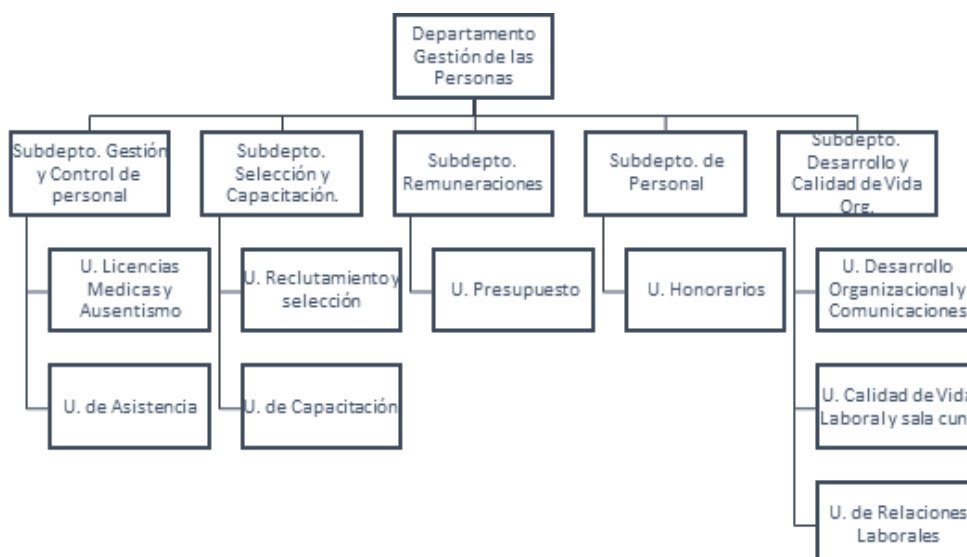 Departamento
Gestión de las
Personas
Subdepto. Gestión
y Control de
personal
Subdepto.
Selección y
Capacitación.
Subdepto.
Remuneraciones
Subdepto. de
Personal
Subdepto.
Desarrollo y
Calidad de Vida
Org.
U. Licencias
Medicas y
Ausentismo
U. Reclutamiento y
selección
U. Presupuesto
U. Honorarios
U. Desarrollo
Organizacional y
Comunicaciones
U. de Asistencia
U. de Capacitación
U. Calidad de Vida
Laboral y sala cun
U. de Relaciones
Laborales